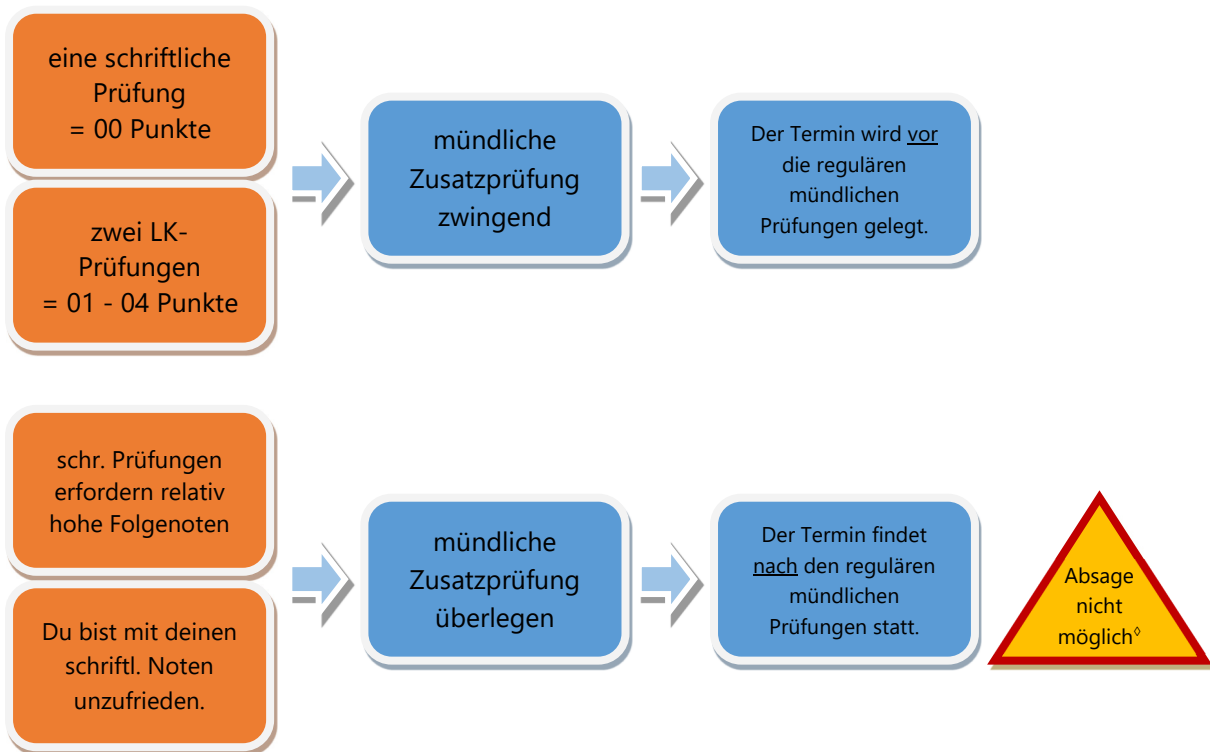 eine schriftliche
Prüfung
= 00 Punkte
zwei LK-
Prüfungen
= 01 - 04 Punkte
mündliche
Zusatzprüfung
zwingend
Der Termin wird vor
die regulären
mündlichen
Prüfungen gelegt.
schr. Prüfungen
erfordern relativ
hohe Folgenoten
Du bist mit deinen
schriftl. Noten
unzufrieden.
mündliche
Zusatzprüfung
überlegen
Der Termin findet
nach den regulären
mündlichen
Prüfungen statt.
Absage
nicht
möglich◊